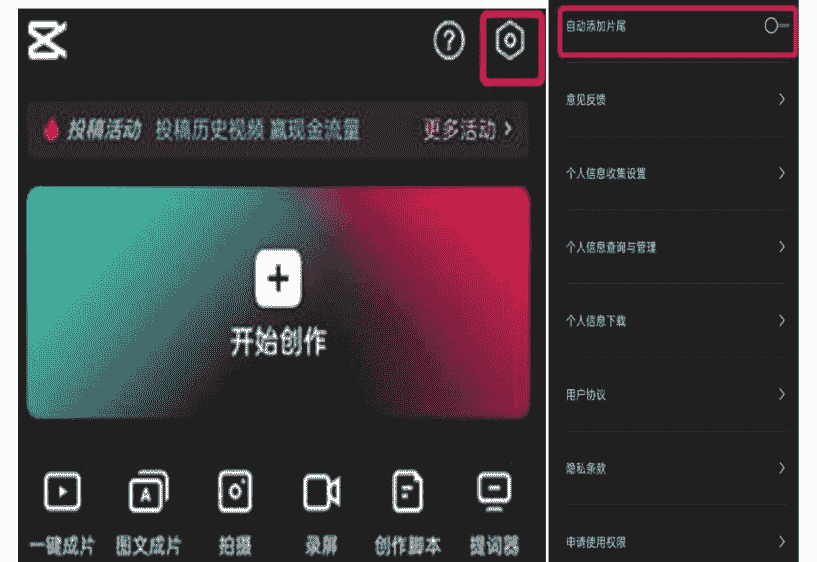 投稿活动 投稿历史视频 赢现金流量 更多活动
开始创作
一键成片 图文成片 拍摄 录屏 创作脚本 提词器
自动添加片尾
意见反馈
个人信息收集设置
个人信息查询与管理
个人信息下载
用户协议
隐私条款
申请使用权限